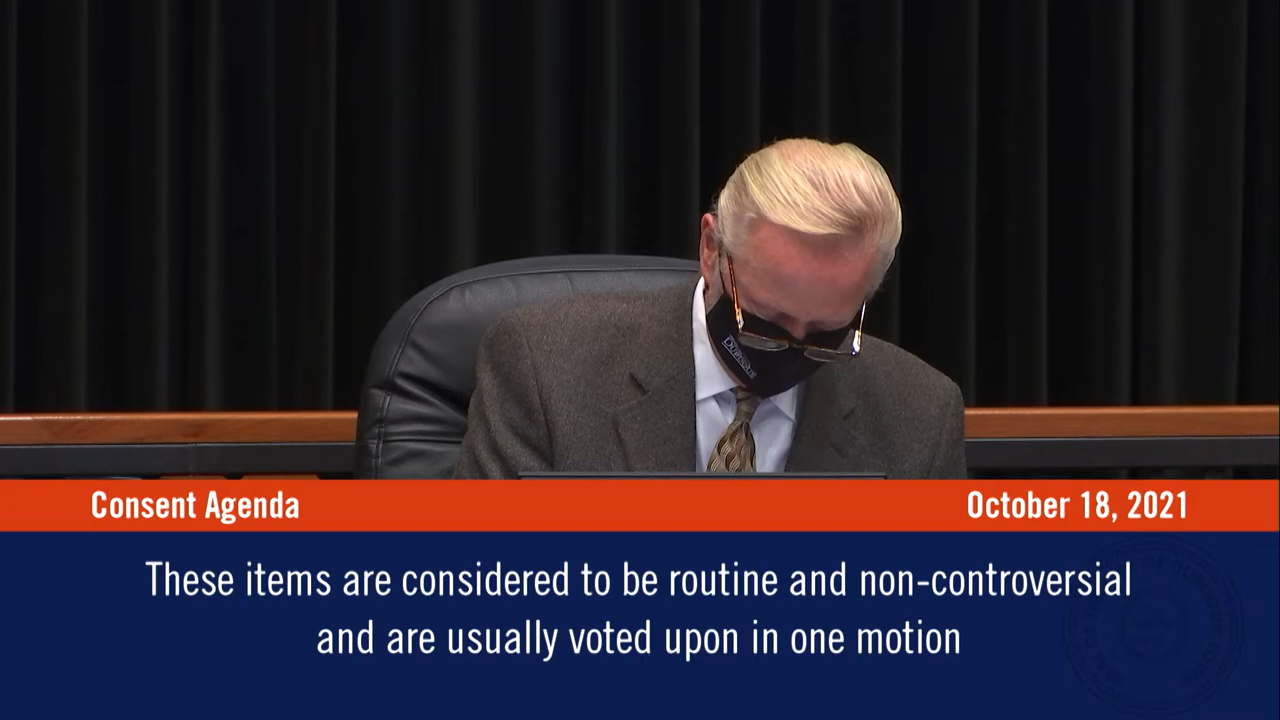 Consent Agenda
October 18, 2021
These items are considered to be routine and non-controversial
and are usually voted upon in one motion